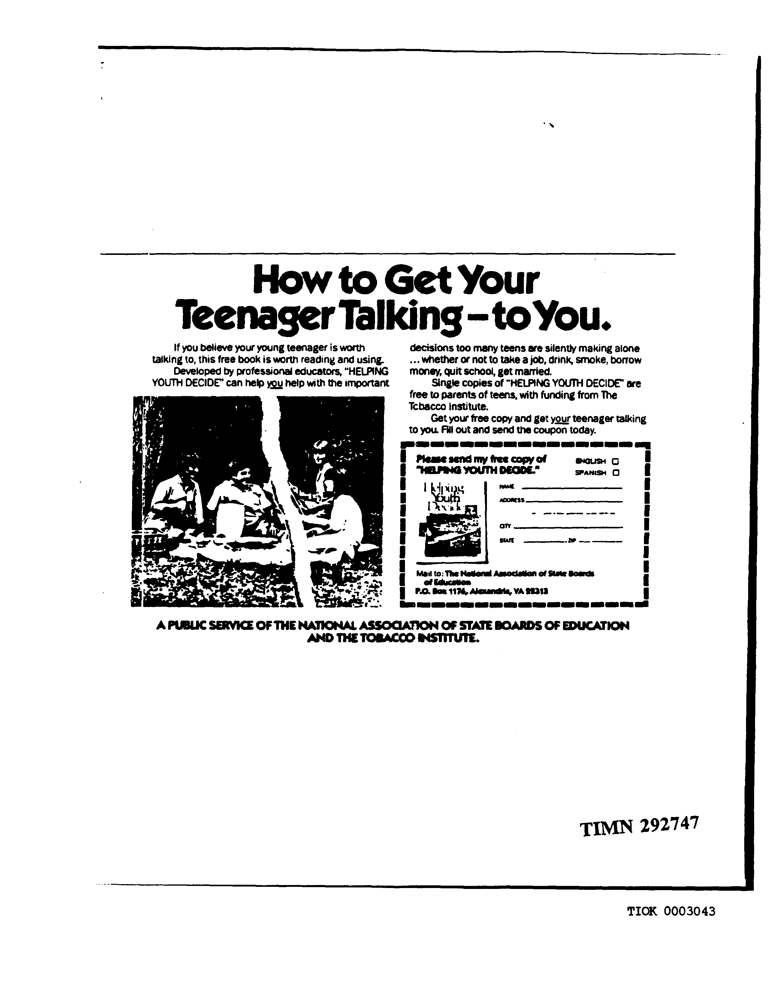 How to Get Your
Teenager Talking—to You.
If you believe your young teenager is worth
talking to, this free book is worth reading and using.
Developed by professional educators, "HELPING
YOUTH DECIDE" can help you help with the important
decisions too many teens are silently making alone
... whether or not to take a job, drink, smoke, borrow
money, quit school, get married.
Single copies of "HELPING YOUTH DECIDE" are
free to parents of teens, with funding from The
Tobacco Institute.
Get your free copy and get your teenager talking
to you. Fill out and send the coupon today.
Please send my free copy of
"HELPING YOUTH DECIDE."
ENGLISH
SPANISH
Helping
Youth
Decide
NAME
ADDRESS
CITY
STATE ZIP
Mail to: The National Association of State Boards
of Education
P.O. Box 1176, Alexandria, VA 22313
A PUBLIC SERVICE OF THE NATIONAL ASSOCIATION OF STATE BOARDS OF EDUCATION
AND THE TOBACCO INSTITUTE.
TIMN 292747
TIOK 0003043